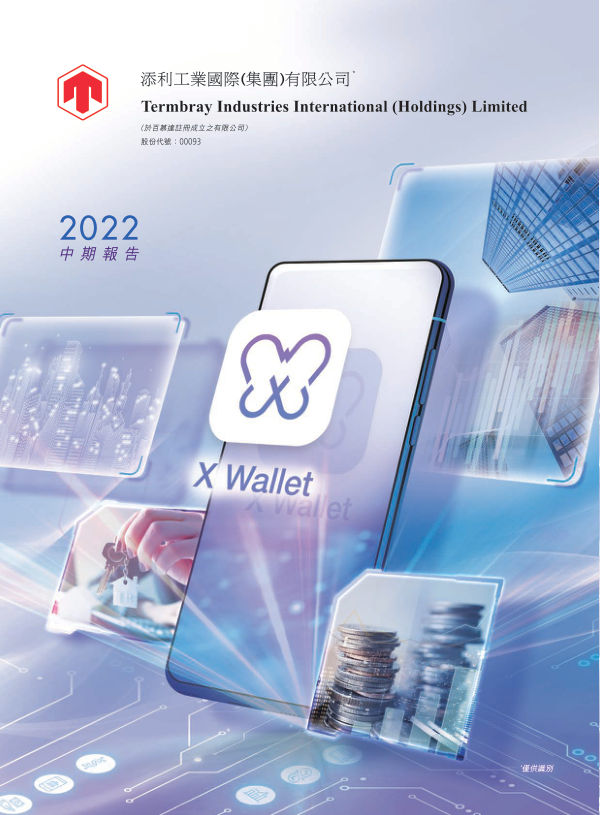 添利工業國際(集團)有限公司*
Termbray Industries International (Holdings) Limited
(於百慕達註冊成立之有限公司)
股份代號：00093
2022
中期報告
X Wallet
X Wallet
*僅供識別